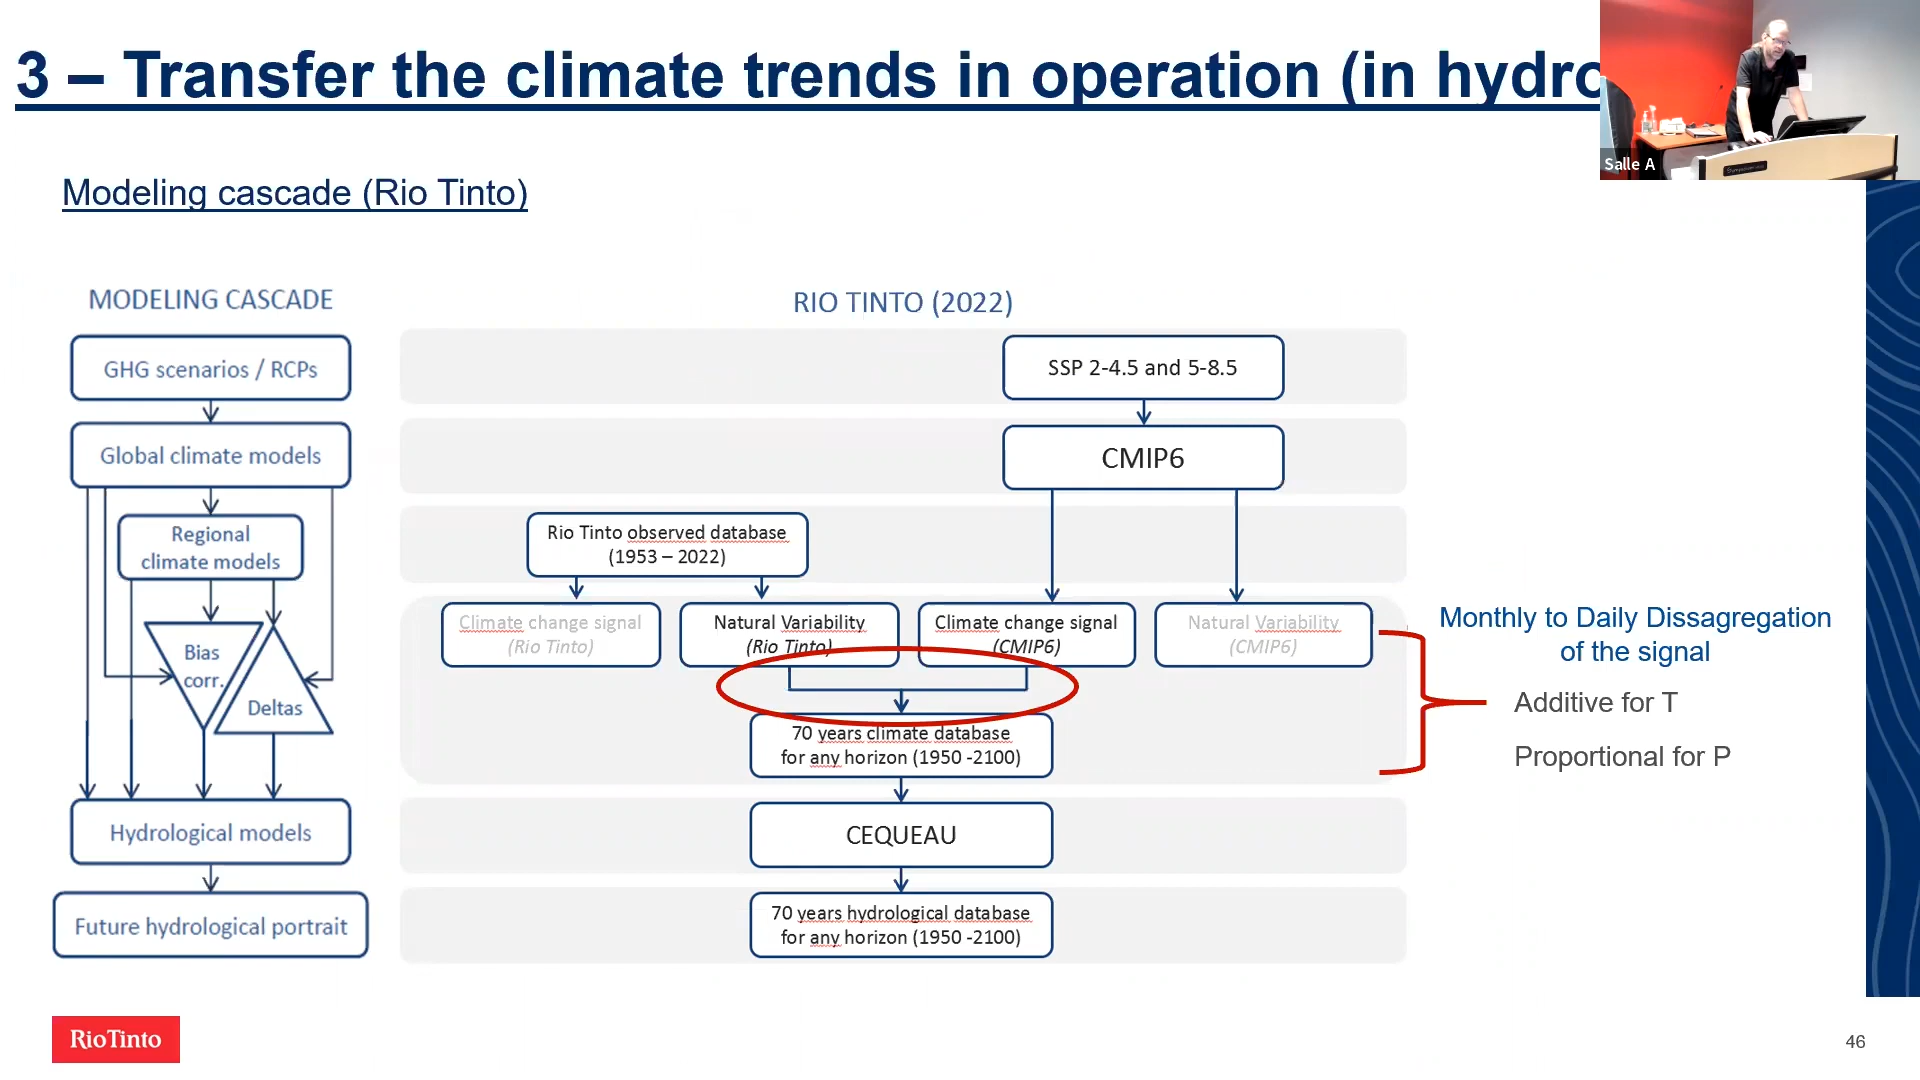 3 – Transfer the climate trends in operation (in hydro
Salle A
Modeling cascade (Rio Tinto)
MODELING CASCADE
GHG scenarios / RCPs
Global climate models
Regional
climate models
Bias
corr.
Deltas
Hydrological models
Future hydrological portrait
RIO TINTO (2022)
SSP 2-4.5 and 5-8.5
CMIP6
Rio Tinto observed database
(1953 – 2022)
Climate change signal
(Rio Tinto)
Natural Variability
(Rio Tinto)
Climate change signal
(CMIP6)
Natural Variability
(CMIP6)
70 years climate database
for any horizon (1950 -2100)
CEQUEAU
70 years hydrological database
for any horizon (1950 -2100)
Monthly to Daily Dissagregation
of the signal
Additive for T
Proportional for P
RioTinto
46